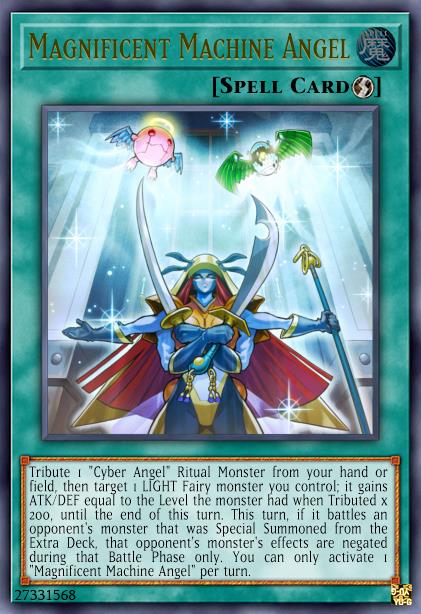 Magnificent Machine Angel
魔
[Spell Card]
Tribute 1 "Cyber Angel" Ritual Monster from your hand or
field, then target 1 LIGHT Fairy monster you control; it gains
ATK/DEF equal to the Level the monster had when Tributed x
200, until the end of this turn. This turn, if it battles an
opponent's monster that was Special Summoned from the
Extra Deck, that opponent's monster's effects are negated
during that Battle Phase only. You can only activate 1
"Magnificent Machine Angel" per turn.
27331568